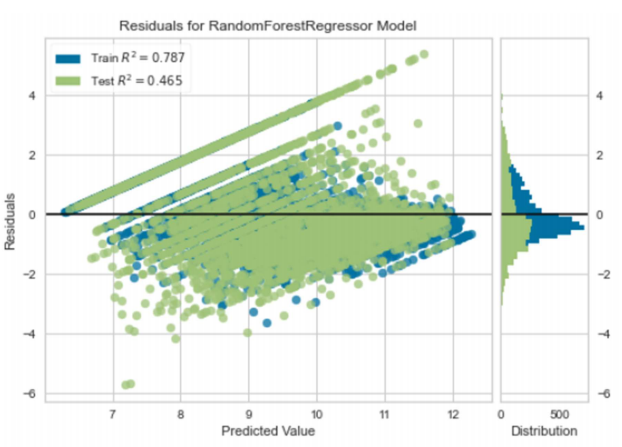 Residuals for RandomForestRegressor Model
Train R² = 0.787
Test R² = 0.465
4
2
0
−2
−4
−6
Residuals
7 8 9 10 11 12
Predicted Value
4
2
0
−2
−4
−6
0 500
Distribution